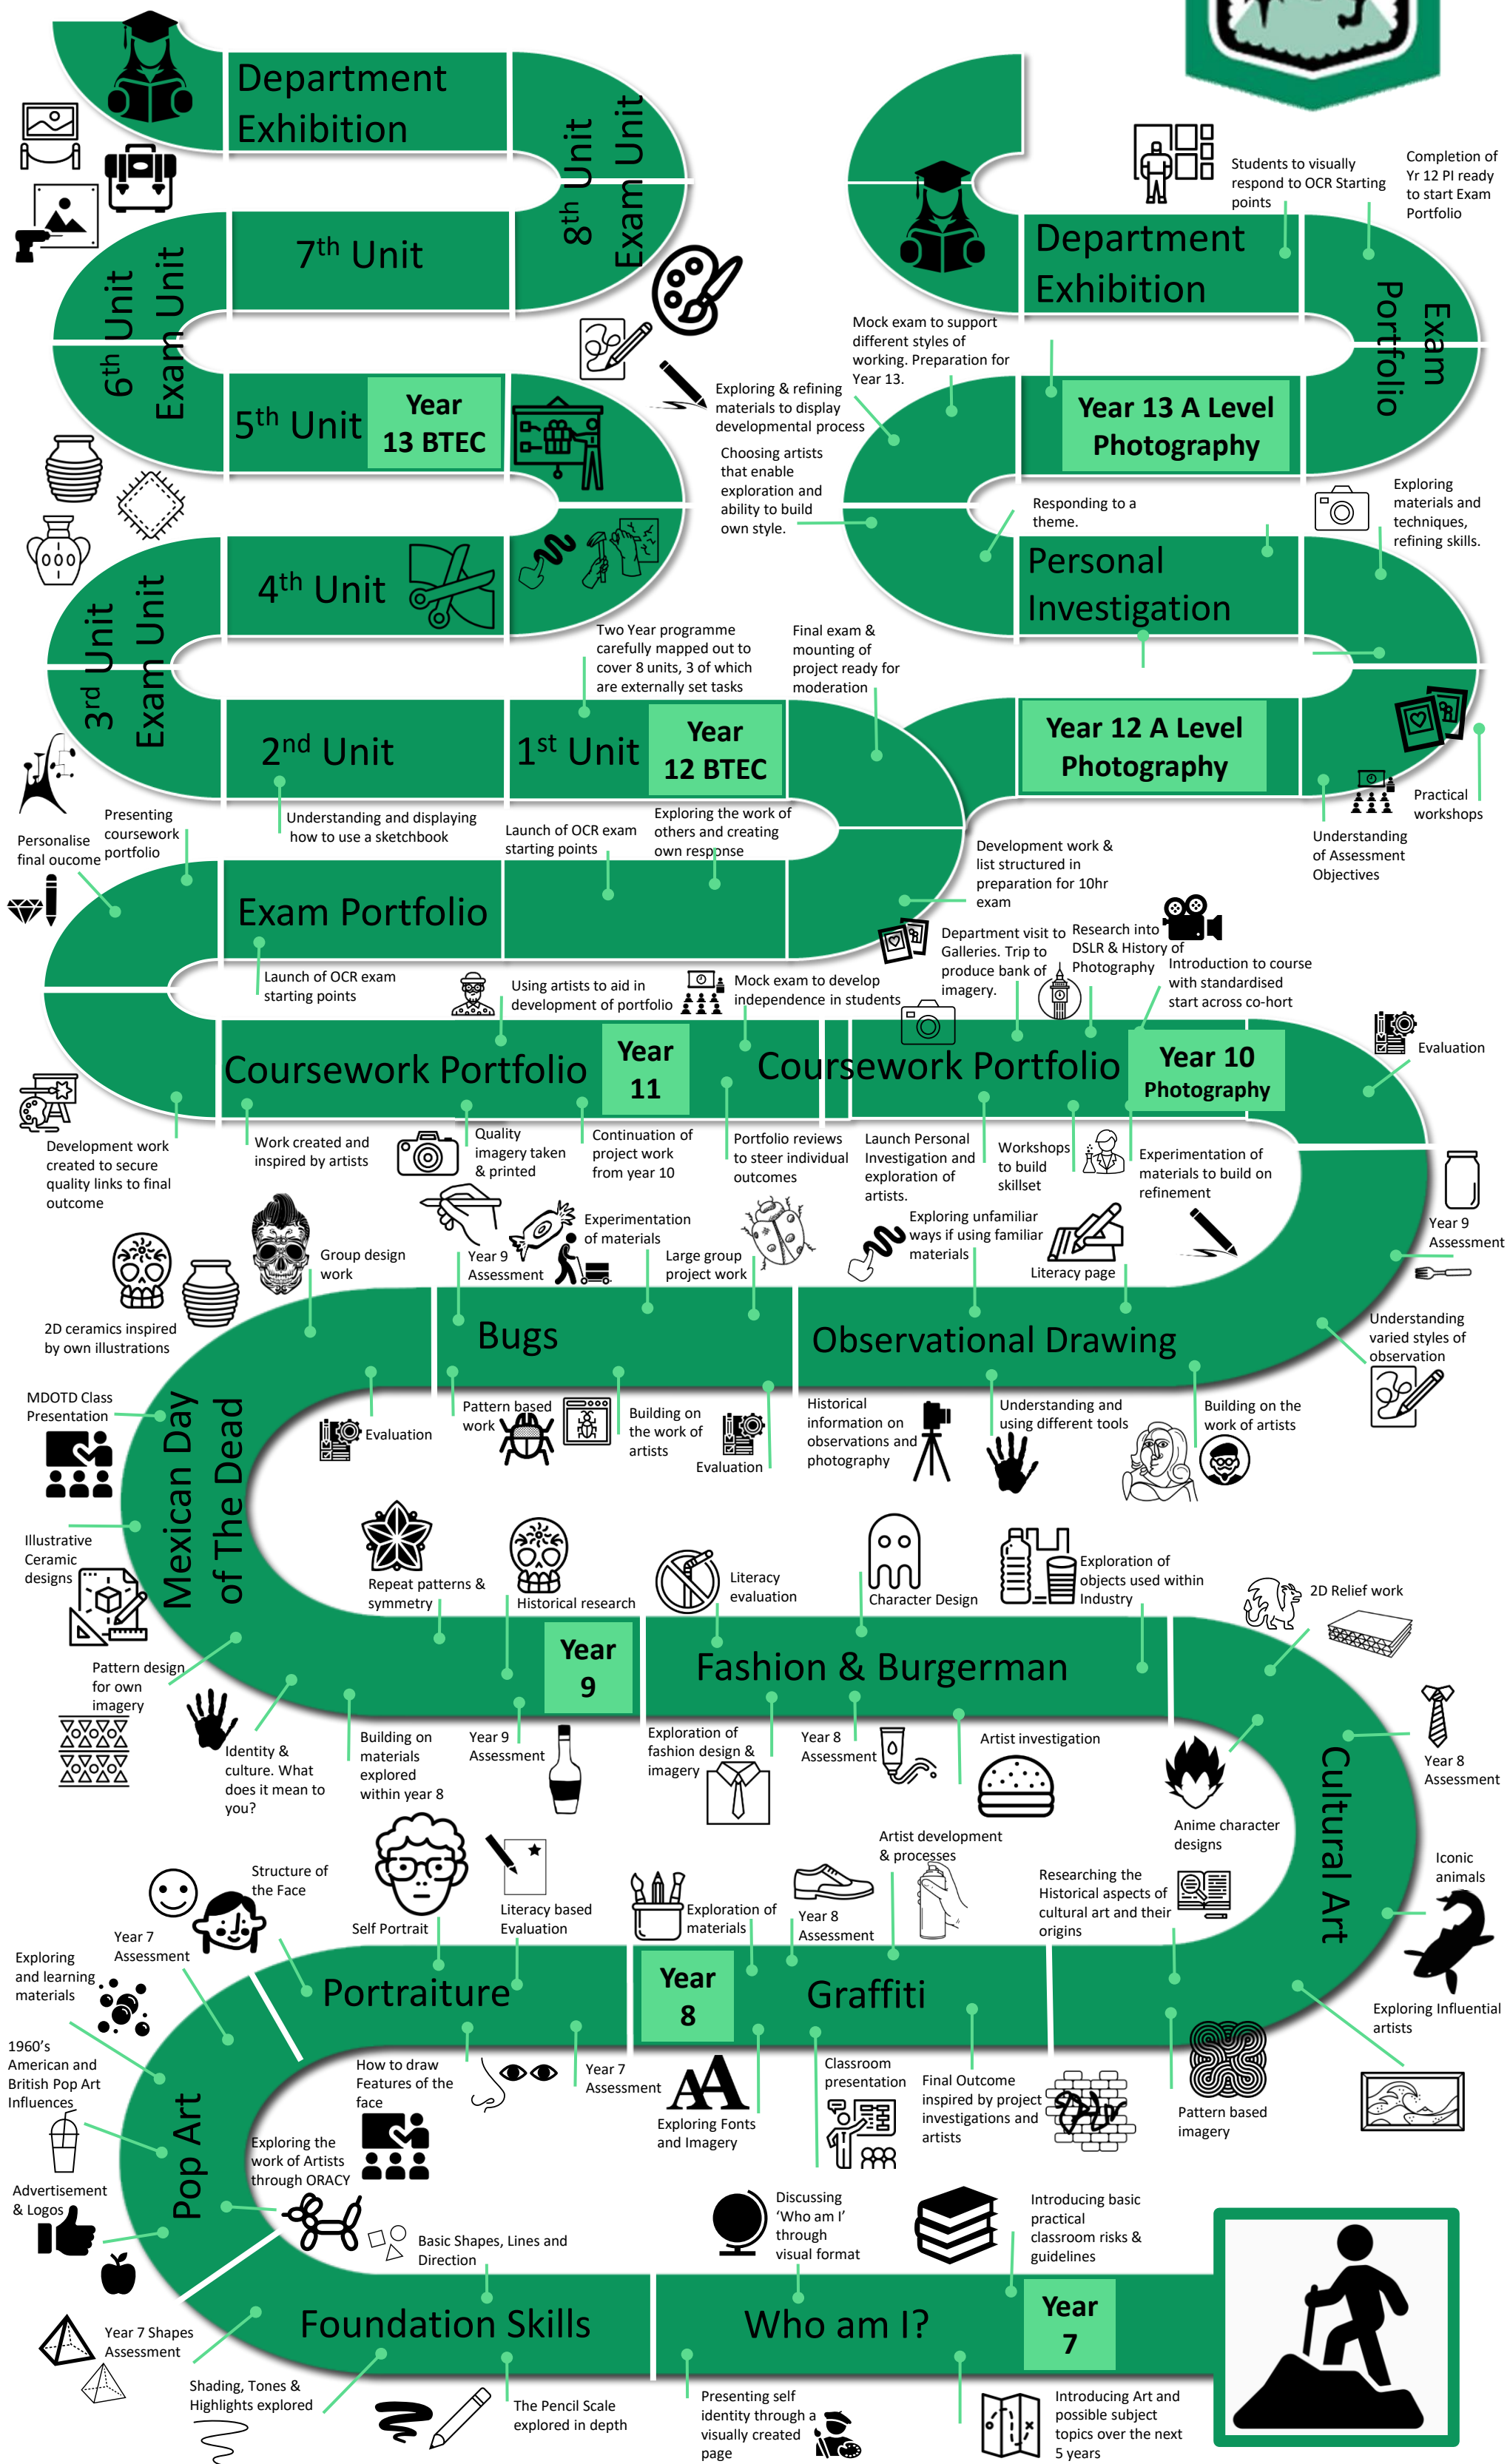 Department
Exhibition
8th Unit
Exam Unit
7th Unit
6th Unit
Exam Unit
5th Unit
Year
13 BTEC
4th Unit
3rd Unit
Exam Unit
2nd Unit
1st Unit
Year
12 BTEC
Two Year programme
carefully mapped out to
cover 8 units, 3 of which
are externally set tasks
Final exam &
mounting of
project ready for
moderation
Students to visually
respond to OCR Starting
points
Completion of
Yr 12 PI ready
to start Exam
Portfolio
Department
Exhibition
Exam
Portfolio
Mock exam to support
different styles of
working. Preparation for
Year 13.
Exploring & refining
materials to display
developmental process
Choosing artists
that enable
exploration and
ability to build
own style.
Year 13 A Level
Photography
Responding to a
theme.
Exploring
materials and
techniques,
refining skills.
Personal
Investigation
Year 12 A Level
Photography
Practical
workshops
Understanding
of Assessment
Objectives
Personalise
final oucome
Presenting
coursework
portfolio
Understanding and displaying
how to use a sketchbook
Launch of OCR exam
starting points
Exploring the work of
others and creating
own response
Development work &
list structured in
preparation for 10hr
exam
Exam Portfolio
Launch of OCR exam
starting points
Using artists to aid in
development of portfolio
Mock exam to develop
independence in students
Department visit to
Galleries. Trip to
produce bank of
imagery.
Research into
DSLR & History of
Photography
Introduction to course
with standardised
start across co-hort
Coursework Portfolio
Year
11
Coursework Portfolio
Year 10
Photography
Evaluation
Development work
created to secure
quality links to final
outcome
Work created and
inspired by artists
Quality
imagery taken
& printed
Continuation of
project work
from year 10
Portfolio reviews
to steer individual
outcomes
Launch Personal
Investigation and
exploration of
artists.
Workshops
to build
skillset
Experimentation of
materials to build on
refinement
Year 9
Assessment
Group design
work
Year 9
Assessment
Experimentation
of materials
Large group
project work
Exploring unfamiliar
ways if using familiar
materials
Literacy page
2D ceramics inspired
by own illustrations
Bugs
Observational Drawing
Understanding
varied styles of
observation
MDOTD Class
Presentation
Mexican Day
of The Dead
Evaluation
Pattern based
work
Building on
the work of
artists
Evaluation
Historical
information on
observations and
photography
Understanding and
using different tools
Building on the
work of artists
Illustrative
Ceramic
designs
Repeat patterns &
symmetry
Historical research
Literacy
evaluation
Character Design
Exploration of
objects used within
Industry
2D Relief work
Year
9
Fashion & Burgerman
Pattern design
for own
imagery
Identity &
culture. What
does it mean to
you?
Building on
materials
explored
within year 8
Year 9
Assessment
Exploration of
fashion design &
imagery
Year 8
Assessment
Artist investigation
Anime character
designs
Cultural Art
Year 8
Assessment
Structure of
the Face
Year 7
Assessment
Self Portrait
Literacy based
Evaluation
Exploration of
materials
Year 8
Assessment
Artist development
& processes
Researching the
Historical aspects of
cultural art and their
origins
Iconic
animals
Exploring
and learning
materials
Portraiture
Year
8
Graffiti
Exploring Influential
artists
1960's
American and
British Pop Art
Influences
Pop Art
How to draw
Features of the
face
Year 7
Assessment
AA
Exploring Fonts
and Imagery
Classroom
presentation
Final Outcome
inspired by project
investigations and
artists
Pattern based
imagery
Exploring the
work of Artists
through ORACY
Advertisement
& Logos
Basic Shapes, Lines and
Direction
Discussing
‘Who am I’
through
visual format
Introducing basic
practical
classroom risks &
guidelines
Foundation Skills
Who am I?
Year
7
Year 7 Shapes
Assessment
Shading, Tones &
Highlights explored
The Pencil Scale
explored in depth
Presenting self
identity through a
visually created
page
Introducing Art and
possible subject
topics over the next
5 years